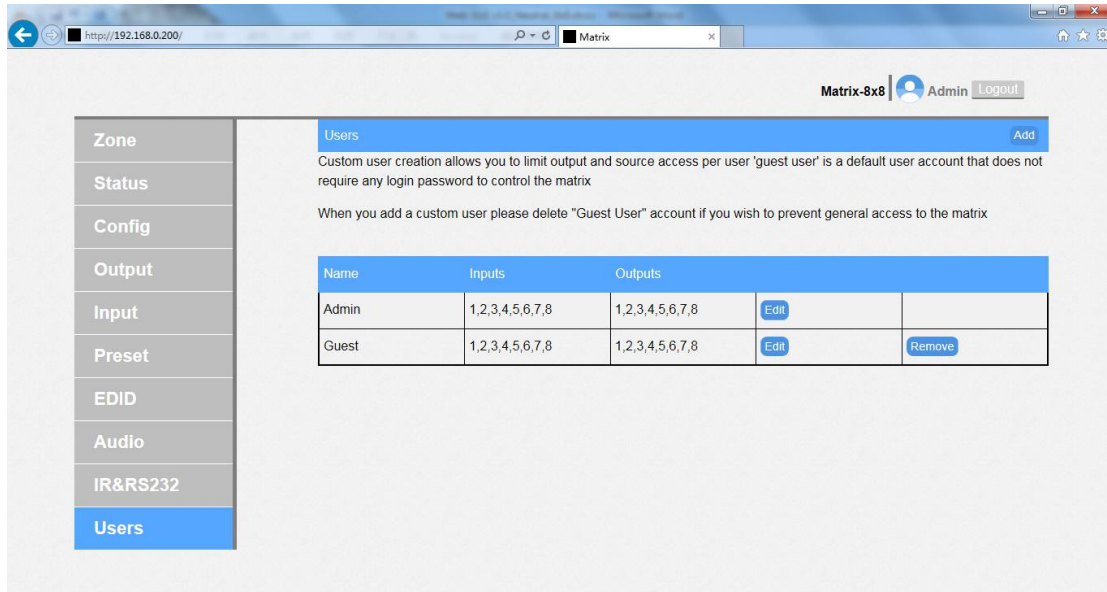 http://192.168.0.200/
Matrix
Matrix-8x8 Admin Logout
Zone
Status
Config
Output
Input
Preset
EDID
Audio
IR&RS232
Users
Users Add
Custom user creation allows you to limit output and source access per user 'guest user' is a default user account that does not
require any login password to control the matrix
When you add a custom user please delete "Guest User" account if you wish to prevent general access to the matrix
Name Inputs Outputs
Admin 1,2,3,4,5,6,7,8 1,2,3,4,5,6,7,8 Edit
Guest 1,2,3,4,5,6,7,8 1,2,3,4,5,6,7,8 Edit Remove